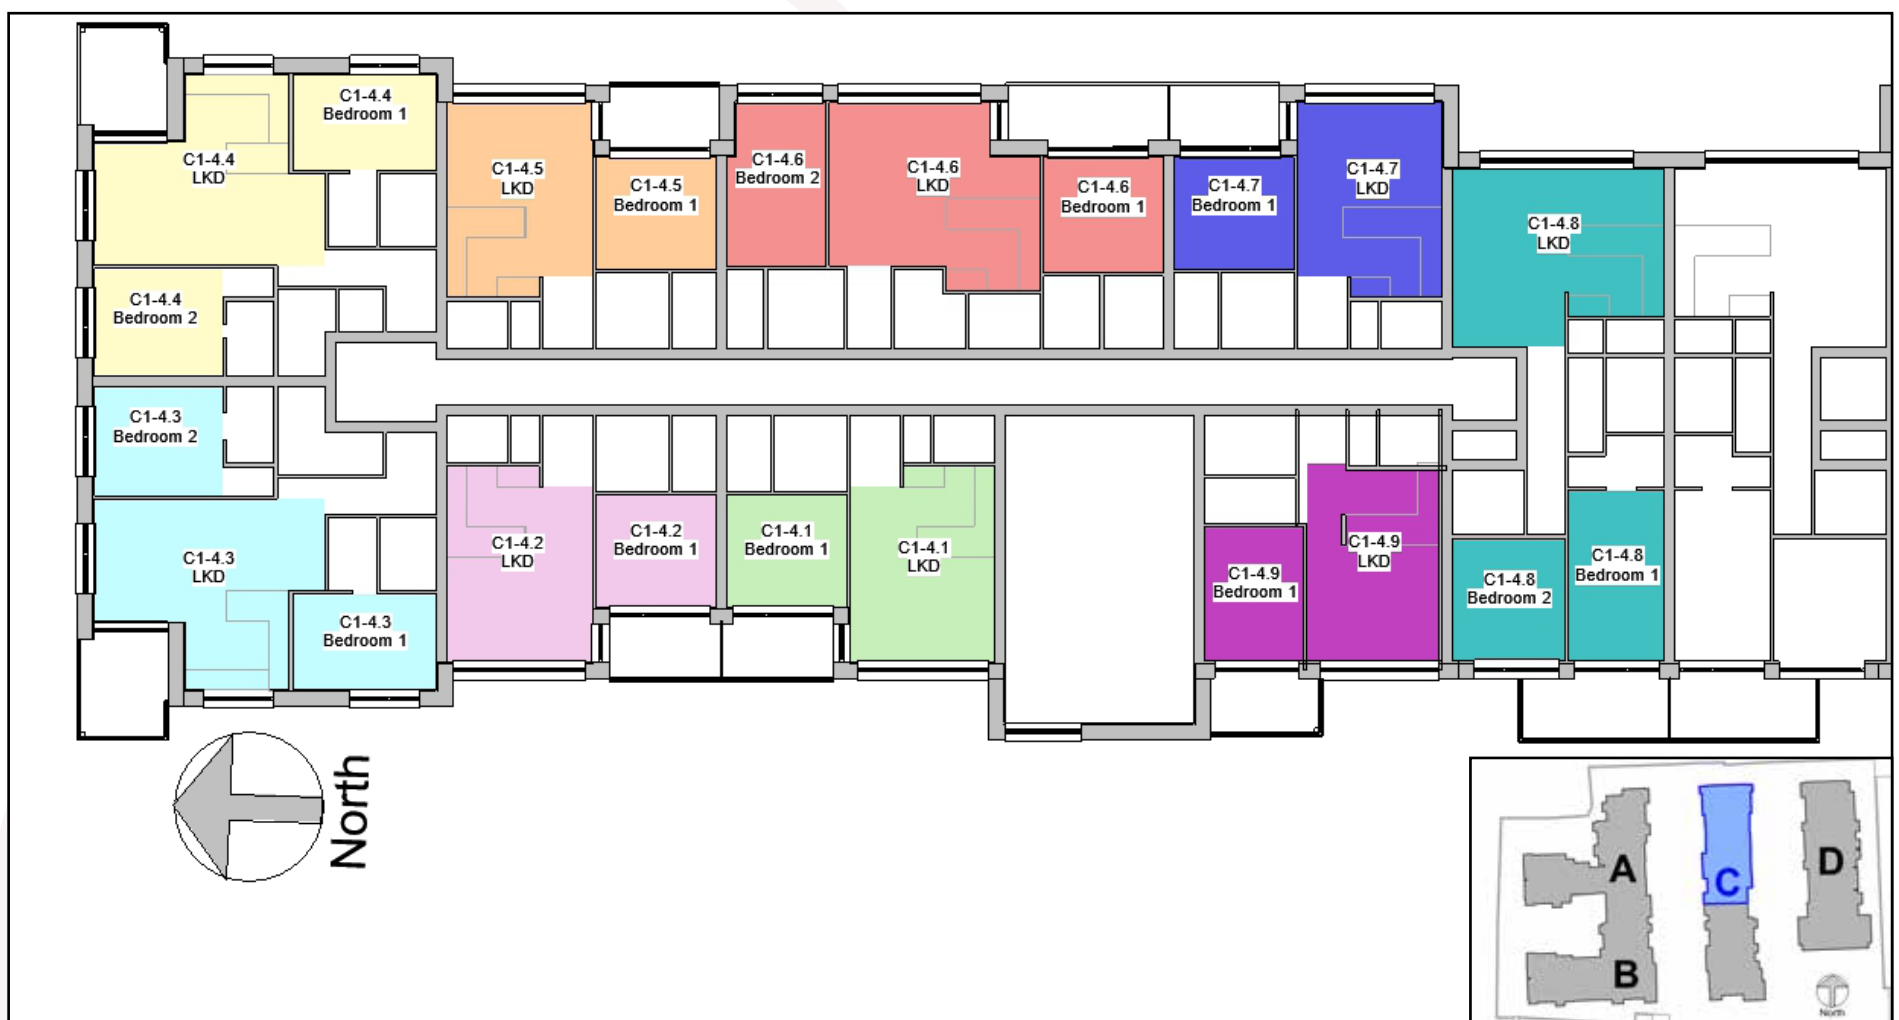 C1-4.4
Bedroom 1
C1-4.4
LKD
C1-4.5
LKD
C1-4.5
Bedroom 1
C1-4.6
Bedroom 2
C1-4.6
LKD
C1-4.6
Bedroom 1
C1-4.7
Bedroom 1
C1-4.7
LKD
C1-4.8
LKD
C1-4.4
Bedroom 2
C1-4.3
Bedroom 2
C1-4.3
LKD
C1-4.3
Bedroom 1
C1-4.2
LKD
C1-4.2
Bedroom 1
C1-4.1
Bedroom 1
C1-4.1
LKD
C1-4.9
Bedroom 1
C1-4.9
LKD
C1-4.8
Bedroom 2
C1-4.8
Bedroom 1
North
A
C
D
B
North